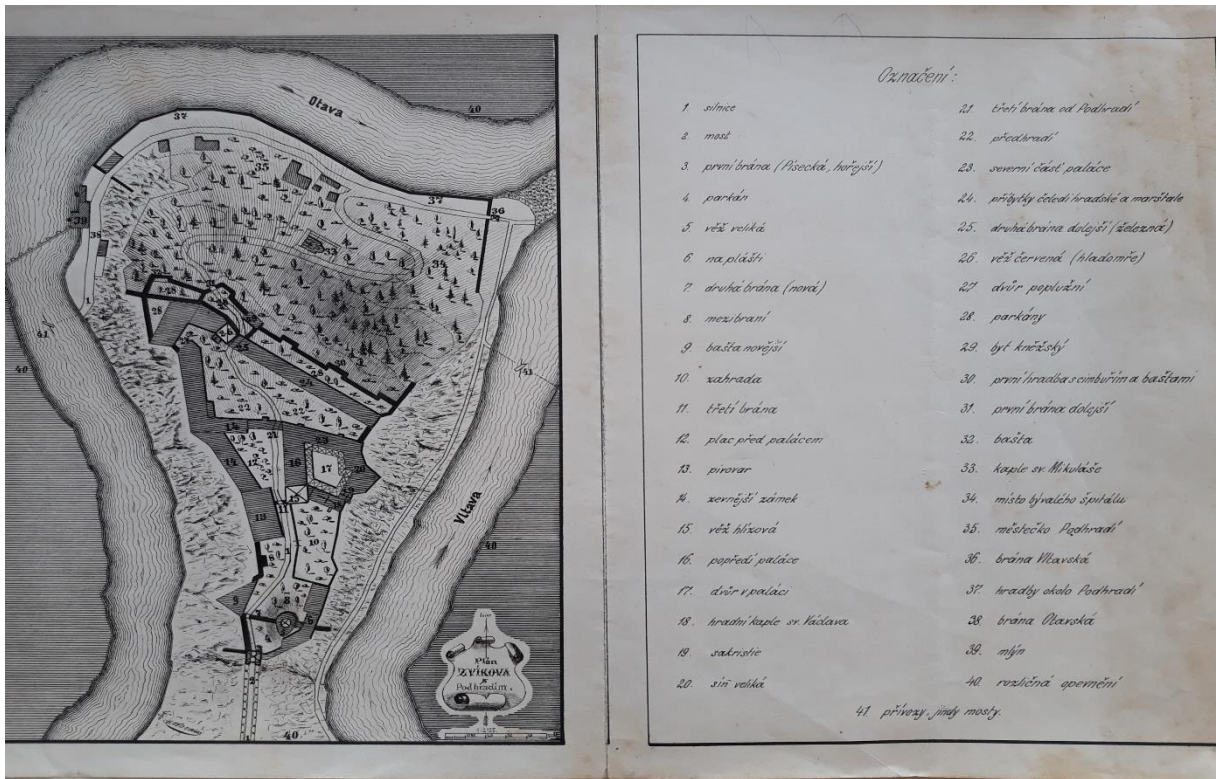 Otava
Vltava
Plán
ZVÍKOVA
s
Podhradím.
Označení:
1. silnice
2. most
3. první brána (Písecká, hořejší)
4. parkán
5. věž veliká
6. na plášti
7. druhá brána (nová)
8. mezibraní
9. bašta novější
10. zahrada
11. třetí brána
12. plac před palácem
13. pivovar
14. zevnější zámek
15. věž hlízová
16. popředí paláce
17. dvůr v paláci
18. hradní kaple sv. Václava
19. sakristie
20. síň veliká
21. třetí brána od Podhradí
22. předhradí
23. severní část paláce
24. příbytky čeledi hradské a marštale
25. druhá brána dolejší (železná)
26. věž červená (hladomře)
27. dvůr poplužní
28. parkány
29. byt kněžský
30. první hradba s cimbuřím a baštami
31. první brána dolejší
32. bašta
33. kaple sv. Mikuláše
34. místo bývalého špitálu
35. městečko Podhradí
36. brána Vltavská
37. hradby okolo Podhradí
38. brána Otavská
39. mlýn
40. rozličná opevnění
41 přívozy, jindy mosty.